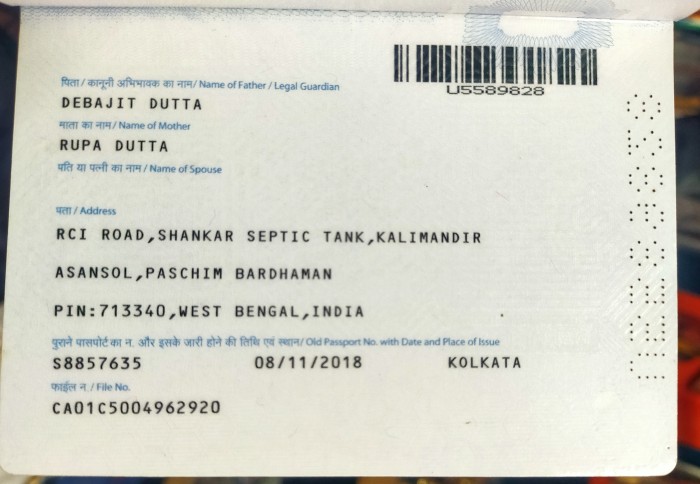 U5589828
पिता / कानूनी अभिभावक का नाम / Name of Father / Legal Guardian
DEBAJIT DUTTA
माता का नाम / Name of Mother
RUPA DUTTA
पति या पत्नी का नाम / Name of Spouse
पता / Address
RCI ROAD,SHANKAR SEPTIC TANK,KALIMANDIR
ASANSOL,PASCHIM BARDHAMAN
PIN:713340,WEST BENGAL,INDIA
पुराने पासपोर्ट का न. और इसके जारी होने की तिथि एवं स्थान / Old Passport No. with Date and Place of Issue
S8857635 08/11/2018 KOLKATA
फाईल न. / File No.
CA01C5004962920